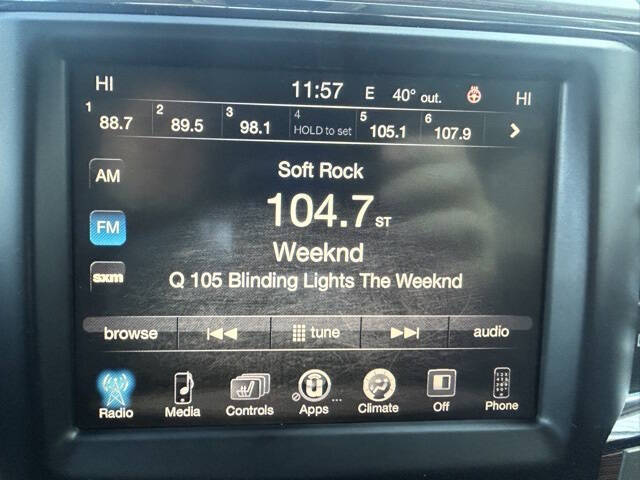 HI 11:57 E 40° out. HI
1 88.7 2 89.5 3 98.1 4 HOLD to set 5 105.1 6 107.9
AM
Soft Rock
FM
104.7 ST
Weeknd
sxm
Q 105 Blinding Lights The Weeknd
browse tune audio
Radio Media Controls Apps Climate Off Phone